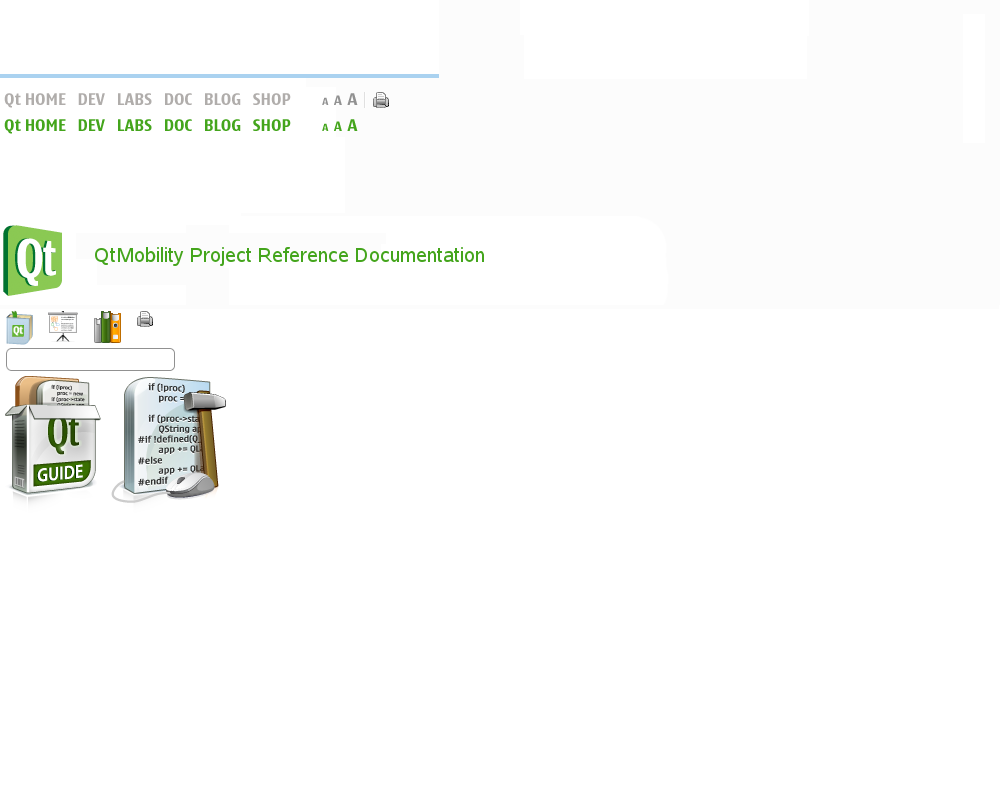 Qt HOME DEV LABS DOC BLOG SHOP A A A
Qt HOME DEV LABS DOC BLOG SHOP A A A
Qt
QtMobility Project Reference Documentation
Qt
if (!proc)
proc = new
if (proc->state
Qt
GUIDE
if (!proc)
proc =
if (proc->sta
QString ap
#if !defined(Q_
app += QL
#else
app += QL
#endif